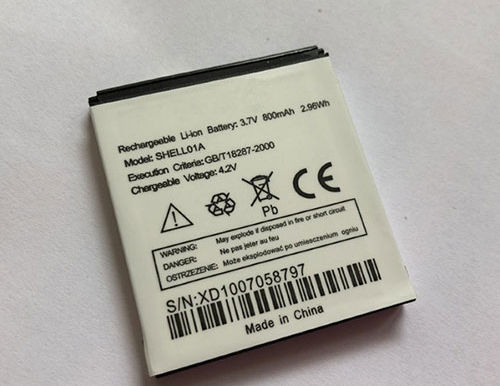 Rechargeable Li-ion Battery: 3.7V 800mAh 2.96Wh
Model: SHELL01A
Execution Criteria: GB/T18287-2000
Chargeable Voltage: 4.2V
Pb
WARNING: May explode if disposed in fire or short circuit.
DANGER: Ne pas jeter au feu
OSTRZEZENIE: Może eksplodować po umieszczeniu ogniu
S/N:XD1007058797
Made in China